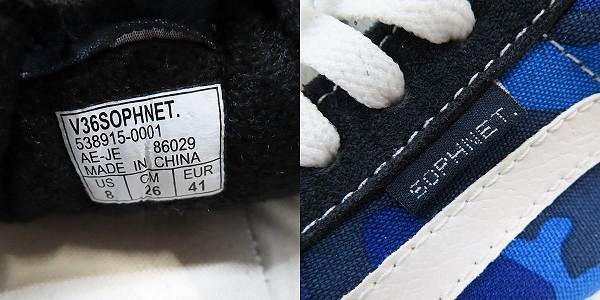 V36SOPHNET.
538915-0001
AE-JE 86029
MADE IN CHINA
US CM EUR
8 26 41
SOPHNET.